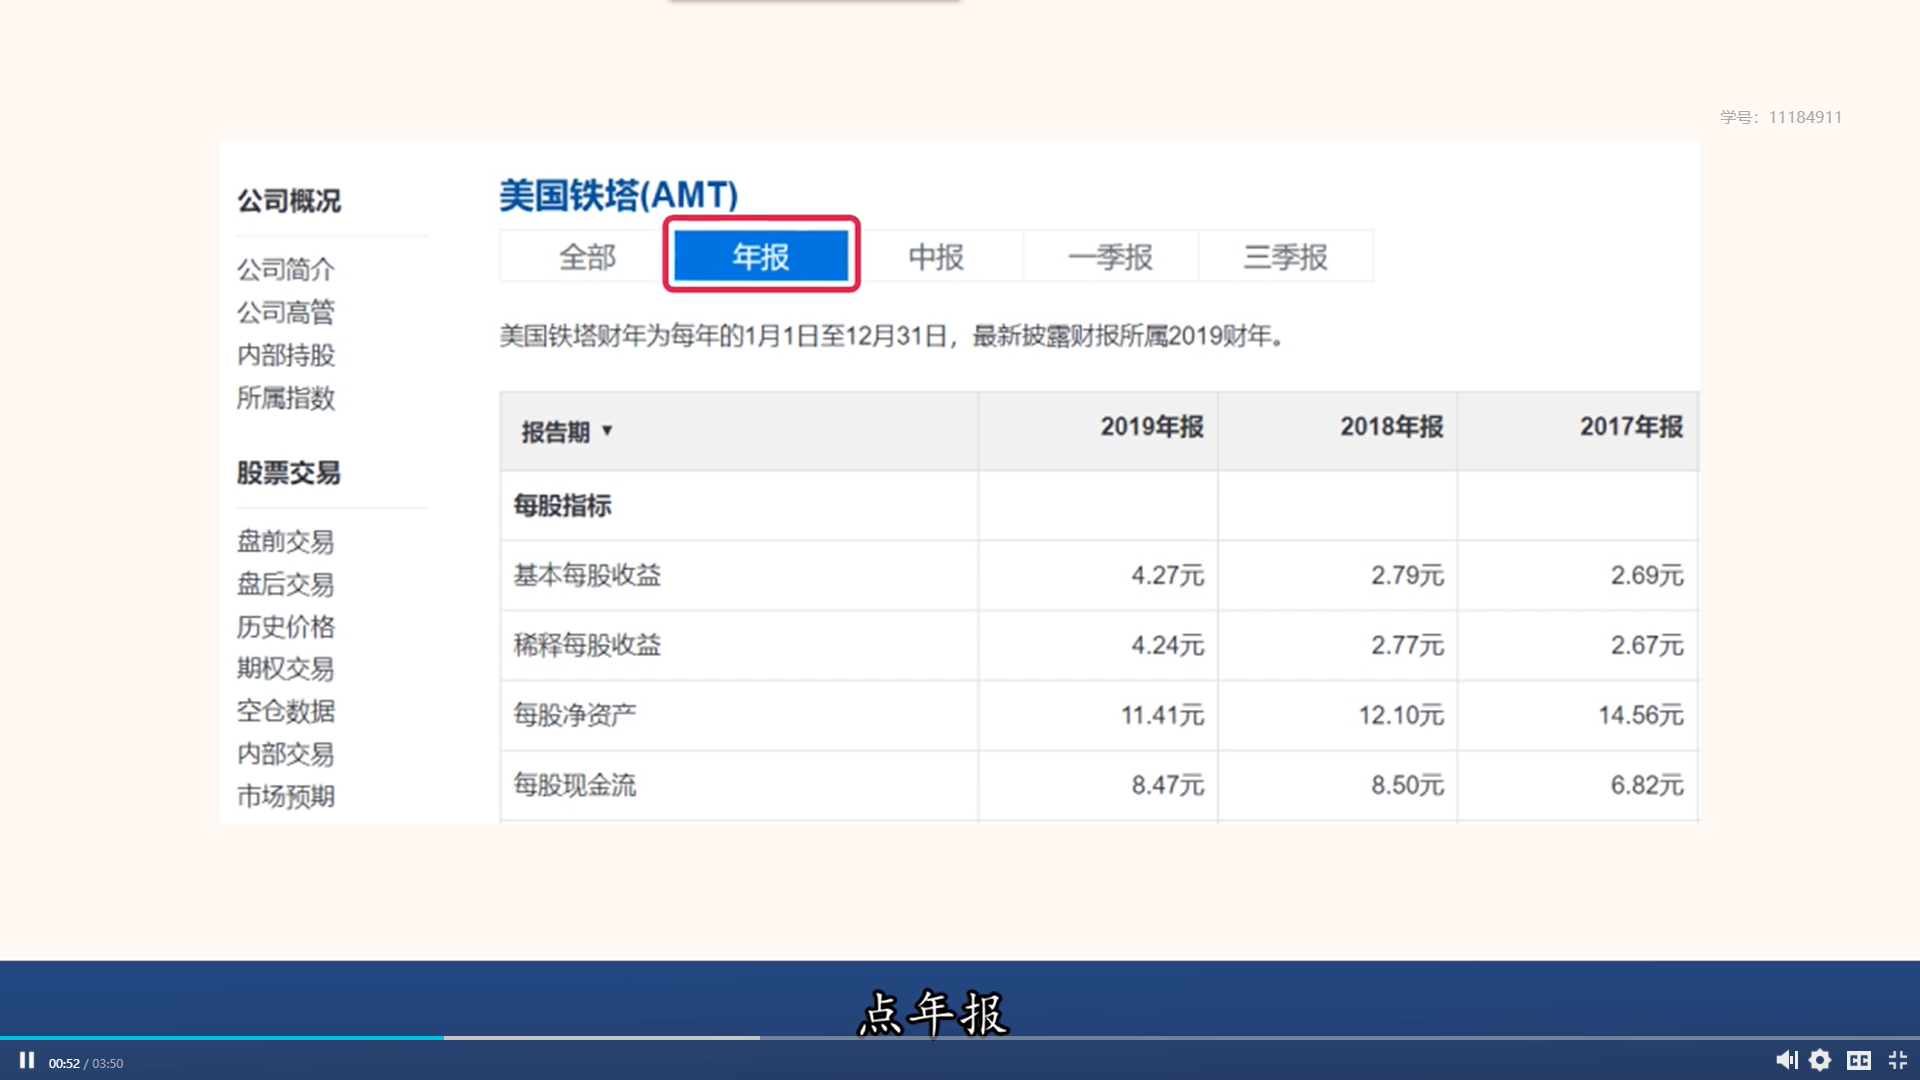 学号：11184911
公司概况
公司简介
公司高管
内部持股
所属指数
股票交易
盘前交易
盘后交易
历史价格
期权交易
空仓数据
内部交易
市场预期
美国铁塔(AMT)
全部 年报 中报 一季报 三季报
美国铁塔财年为每年的1月1日至12月31日，最新披露财报所属2019财年。
报告期 ▼ 2019年报 2018年报 2017年报
每股指标
基本每股收益 4.27元 2.79元 2.69元
稀释每股收益 4.24元 2.77元 2.67元
每股净资产 11.41元 12.10元 14.56元
每股现金流 8.47元 8.50元 6.82元
点年报
00:52 / 03:50
CC